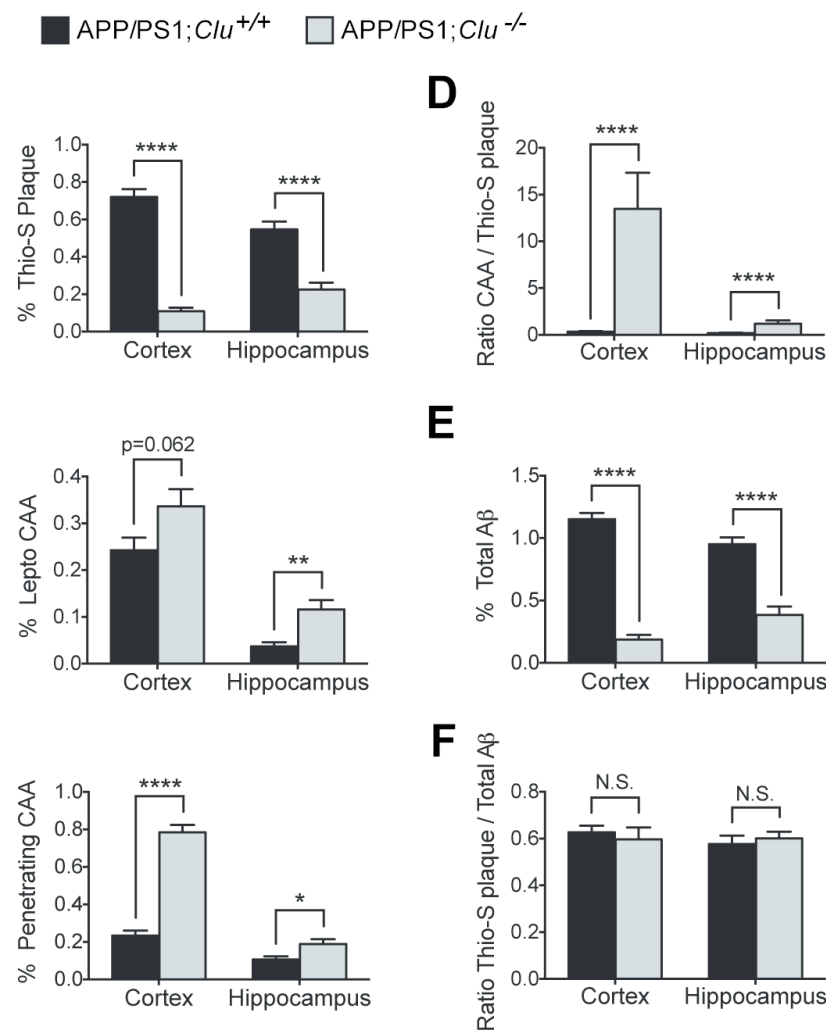 APP/PS1;Clu+/+ APP/PS1;Clu-/-
% Thio-S Plaque
1.0
0.8
0.6
0.4
0.2
0.0
****
****
Cortex Hippocampus
D
Ratio CAA / Thio-S plaque
20
15
10
5
0
****
****
Cortex Hippocampus
% Lepto CAA
0.4
0.3
0.2
0.1
0.0
p=0.062
**
Cortex Hippocampus
E
% Total Aβ
1.5
1.0
0.5
0.0
****
****
Cortex Hippocampus
% Penetrating CAA
1.0
0.8
0.6
0.4
0.2
0.0
****
*
Cortex Hippocampus
F
Ratio Thio-S plaque / Total Aβ
0.8
0.6
0.4
0.2
0.0
N.S.
N.S.
Cortex Hippocampus